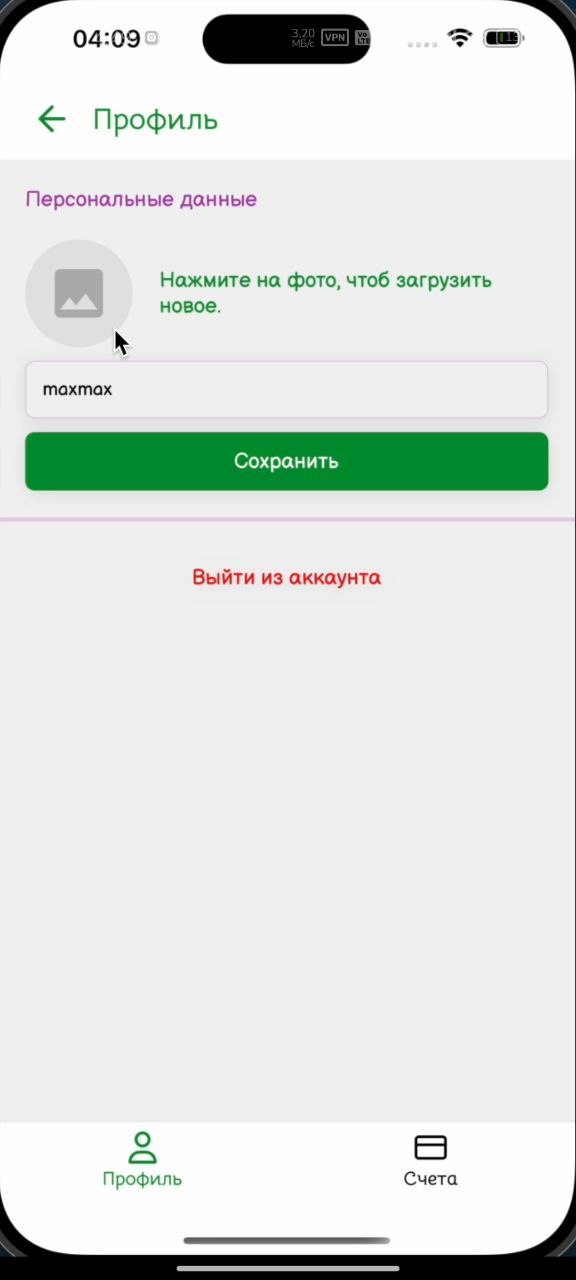 04:09
3.20
МБ/с
VPN
Профиль
Персональные данные
Нажмите на фото, чтоб загрузить
новое.
maxmax
Сохранить
Выйти из аккаунта
Профиль
Счета